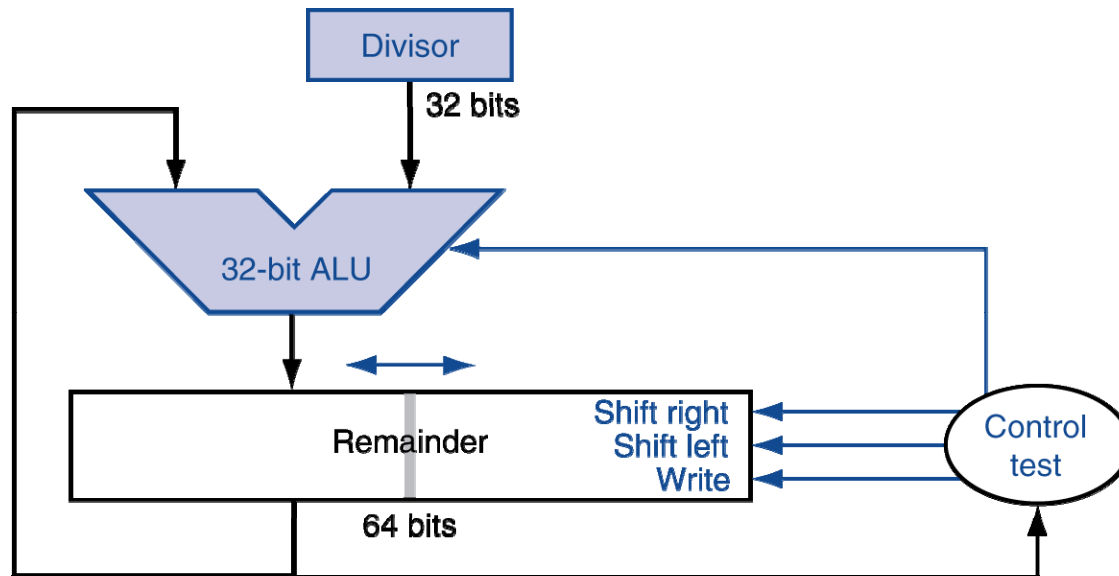 Divisor
32 bits
32-bit ALU
Shift right
Remainder
Shift left
Write
Control
test
64 bits